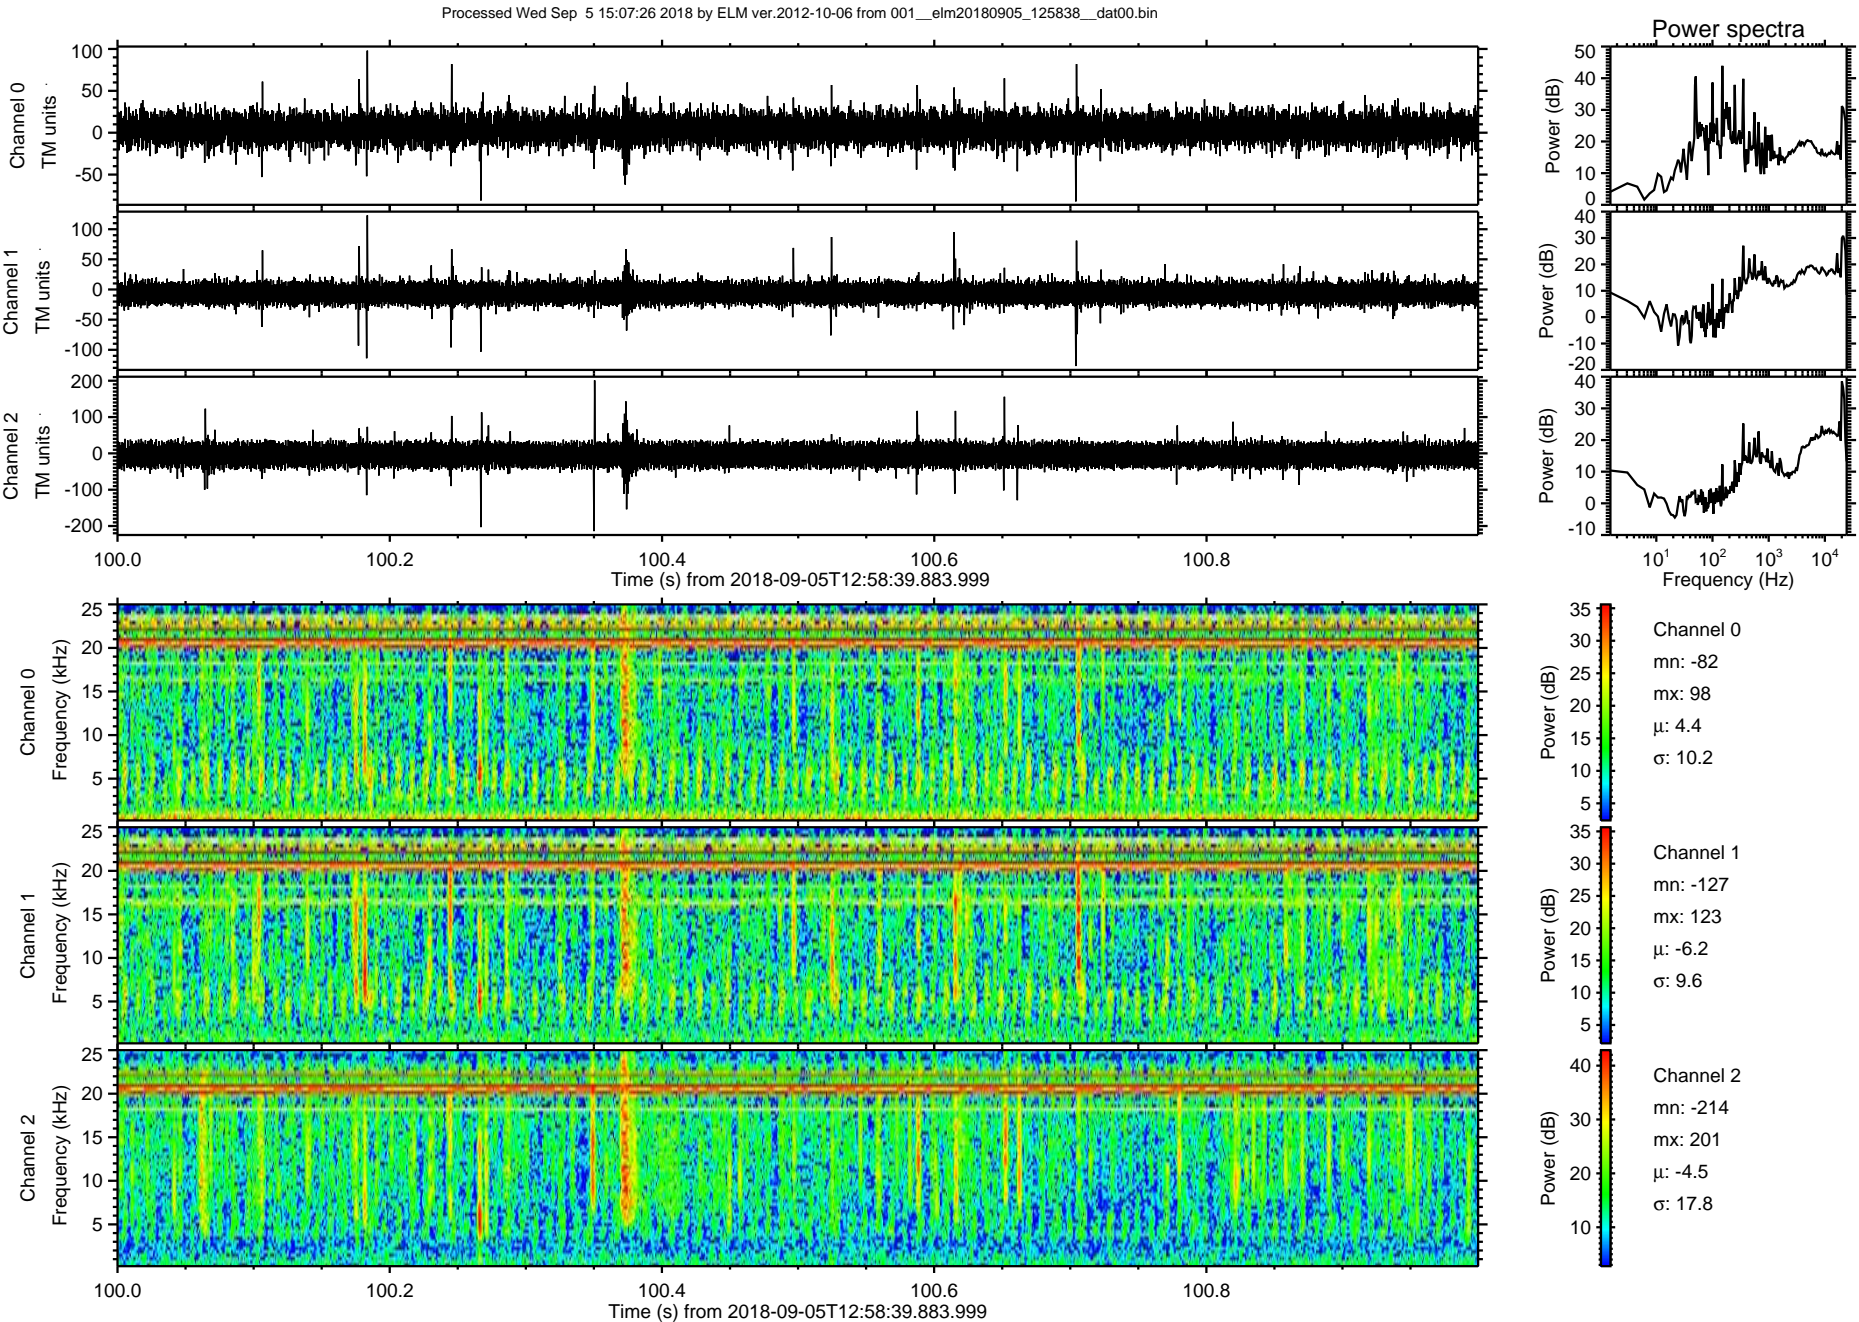 Processed Wed Sep  5 15:07:26 2018 by ELM ver.2012-10-06 from 001__elm20180905_125838__dat00.bin
Power spectra
Channel 0
TM units
100
50
0
-50
Power (dB)
50
40
30
20
10
0
Channel 1
TM units
100
50
0
-50
-100
Power (dB)
40
30
20
10
0
-10
-20
Channel 2
TM units
200
100
0
-100
-200
Power (dB)
40
30
20
10
0
-10
100.0 100.2 100.4 100.6 100.8
Time (s) from 2018-09-05T12:58:39.883.999
10¹ 10² 10³ 10⁴
Frequency (Hz)
Channel 0
Frequency (kHz)
25
20
15
10
5
Power (dB)
35
30
25
20
15
10
5
Channel 0
mn: -82
mx: 98
μ: 4.4
σ: 10.2
Channel 1
Frequency (kHz)
25
20
15
10
5
Power (dB)
35
30
25
20
15
10
5
Channel 1
mn: -127
mx: 123
μ: -6.2
σ: 9.6
Channel 2
Frequency (kHz)
25
20
15
10
5
Power (dB)
40
30
20
10
Channel 2
mn: -214
mx: 201
μ: -4.5
σ: 17.8
100.0 100.2 100.4 100.6 100.8
Time (s) from 2018-09-05T12:58:39.883.999